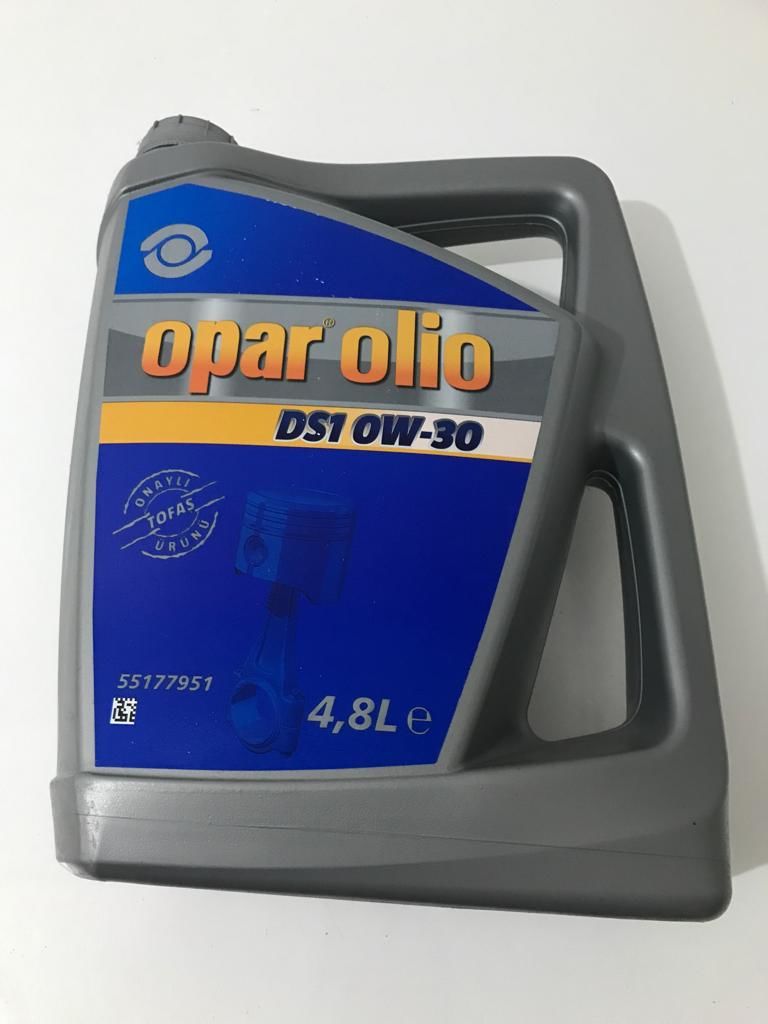 opar® olio
DS1 0W-30
ONAYLI
TOFAŞ
ÜRÜNÜ
55177951
4,8L e